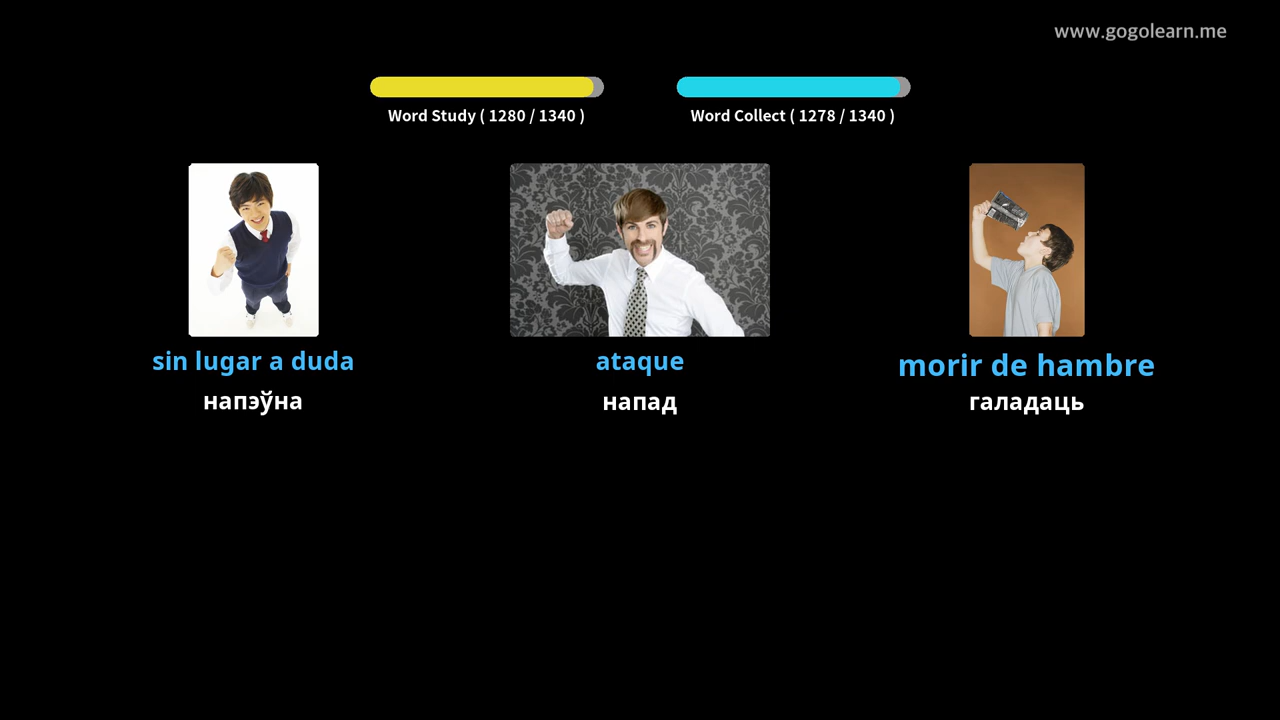 www.gogolearn.me
Word Study ( 1280 / 1340 )
Word Collect ( 1278 / 1340 )
sin lugar a duda
ataque
morir de hambre
напэўна
напад
галадаць